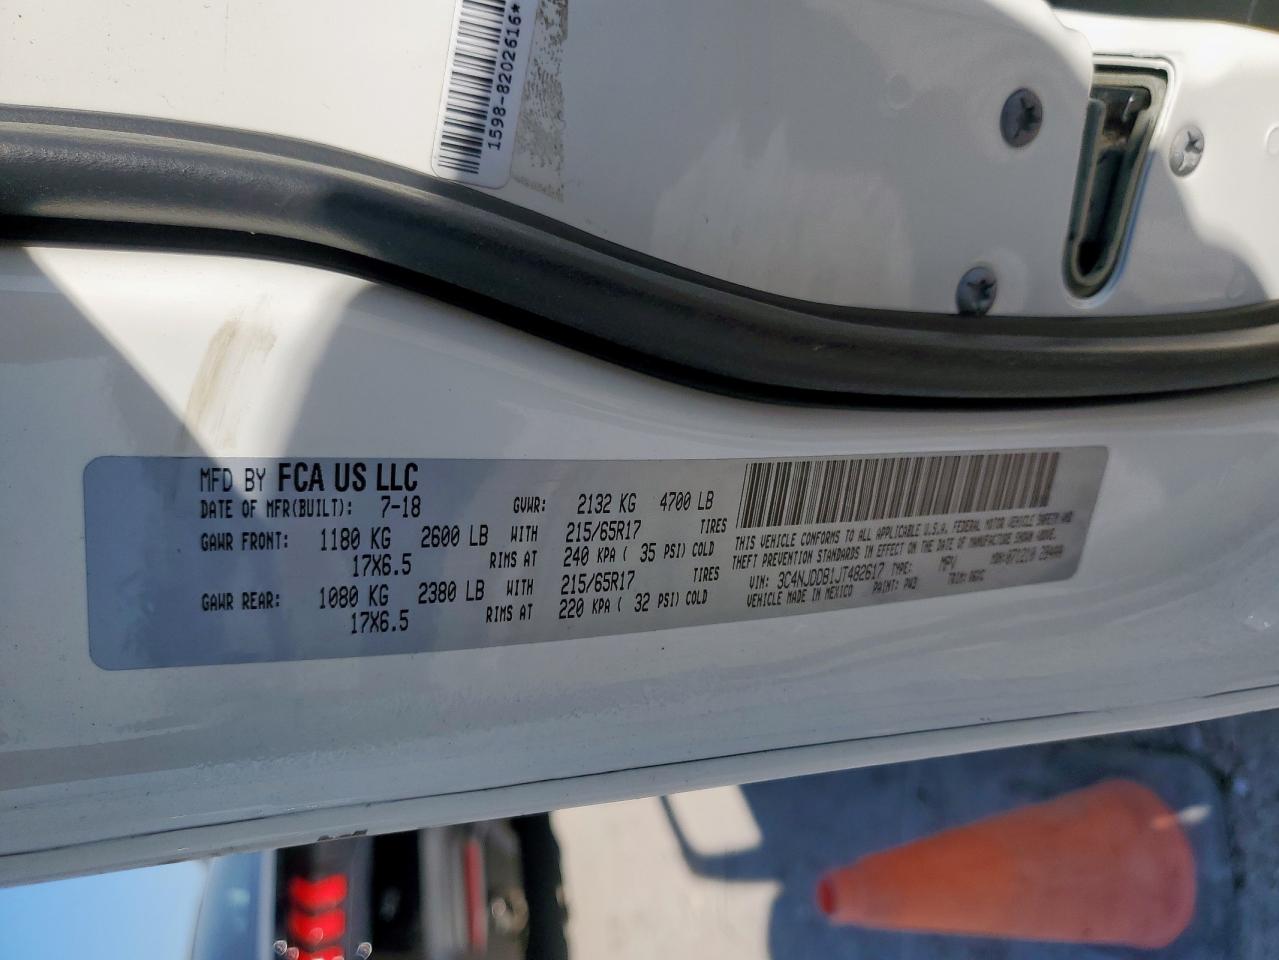 1598-8202616*
MFD BY FCA US LLC
DATE OF MFR(BUILT): 7-18 GVWR: 2132 KG 4700 LB
GAWR FRONT: 1180 KG 2600 LB WITH 215/65R17 TIRES
17X6.5 RIMS AT 240 KPA ( 35 PSI) COLD
GAWR REAR: 1080 KG 2380 LB WITH 215/65R17 TIRES
17X6.5 RIMS AT 220 KPA ( 32 PSI) COLD
THIS VEHICLE CONFORMS TO ALL APPLICABLE U.S.A. FEDERAL MOTOR VEHICLE SAFETY AND
THEFT PREVENTION STANDARDS IN EFFECT ON THE DATE OF MANUFACTURE SHOWN ABOVE.
VIN: 3C4NJDDB1JT482617 TYPE: MPV
VEHICLE MADE IN MEXICO PAINT: PW2 TRIM: